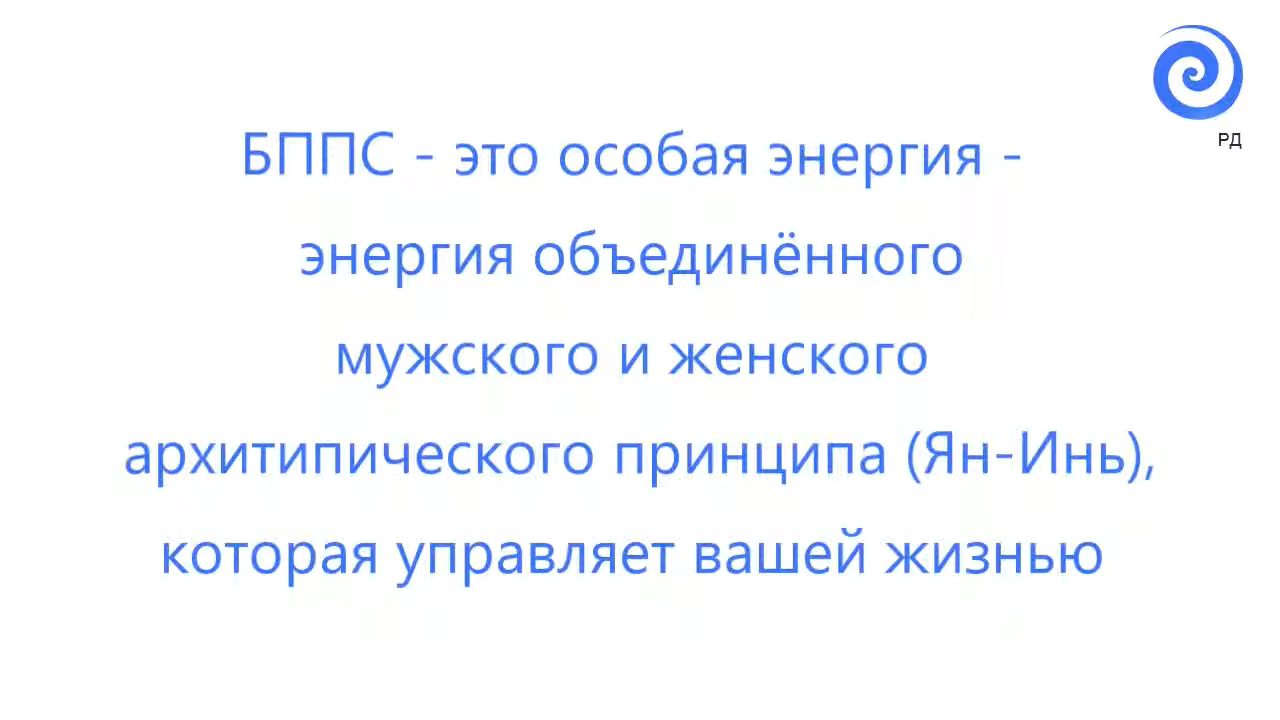 РД
БППС - это особая энергия -
энергия объединённого
мужского и женского
архитипического принципа (Ян-Инь),
которая управляет вашей жизнью